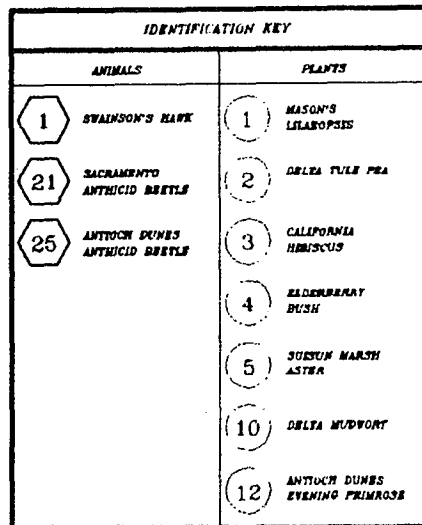 IDENTIFICATION KEY
ANIMALS
PLANTS
1
SWAINSON'S HAWK
21
SACRAMENTO
ANTHICID BEETLE
25
ANTIOCH DUNES
ANTHICID BEETLE
1
MASON'S
LILAEOPSIS
2
DELTA TULE PEA
3
CALIFORNIA
HIBISCUS
4
ELDERBERRY
BUSH
5
SUISUN MARSH
ASTER
10
DELTA MUDWORT
12
ANTIOCH DUNES
EVENING PRIMROSE